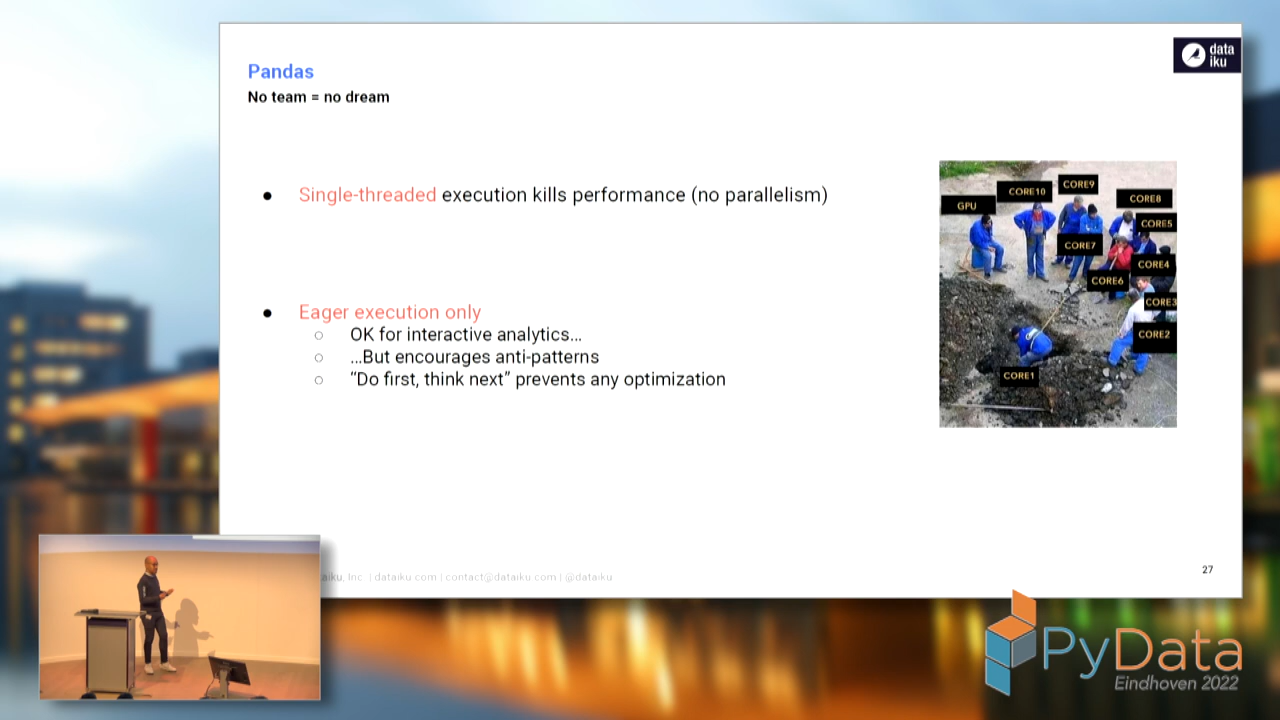 data
iku
Pandas
No team = no dream
● Single-threaded execution kills performance (no parallelism)
● Eager execution only
○ OK for interactive analytics...
○ ...But encourages anti-patterns
○ “Do first, think next” prevents any optimization
GPU
CORE10
CORE9
CORE8
CORE5
CORE7
CORE4
CORE6
CORE3
CORE2
CORE1
aiku, Inc. | dataiku.com | contact@dataiku.com | @dataiku
27
PyData
Eindhoven 2022